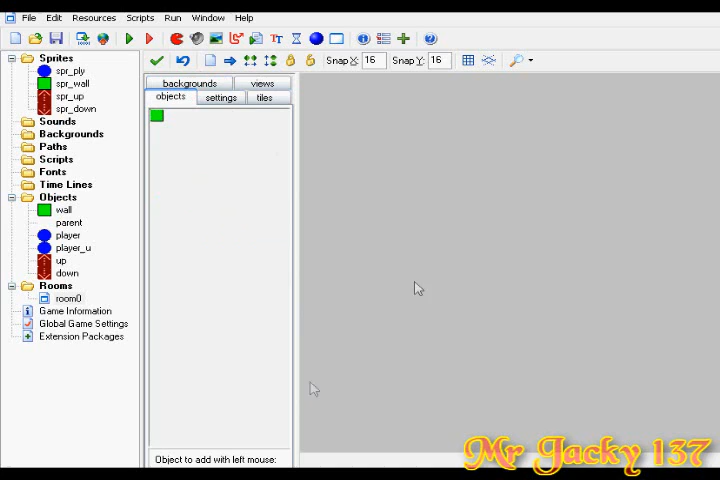 File Edit Resources Scripts Run Window Help
Snap X: 16 Snap Y: 16
Sprites
spr_ply
spr_wall
spr_up
spr_down
Sounds
Backgrounds
Paths
Scripts
Fonts
Time Lines
Objects
wall
parent
player
player_u
up
down
Rooms
room0
Game Information
Global Game Settings
Extension Packages
backgrounds views
objects settings tiles
Object to add with left mouse:
Mr Jacky 137